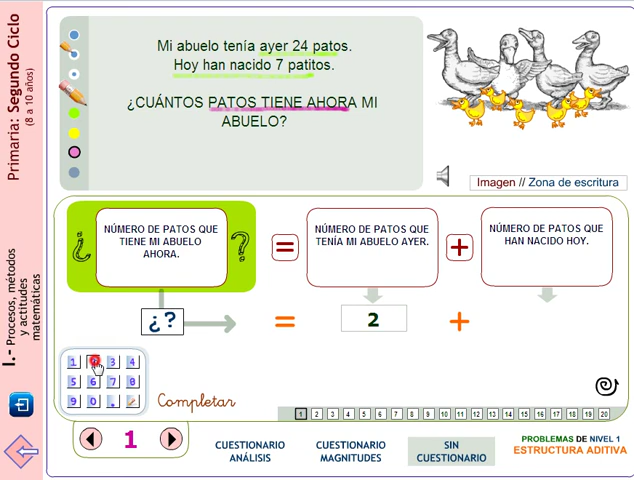 Primaria: Segundo Ciclo
(8 a 10 años)
I.- Procesos, métodos
y actitudes
matemáticas
Mi abuelo tenía ayer 24 patos.
Hoy han nacido 7 patitos.
¿CUÁNTOS PATOS TIENE AHORA MI
ABUELO?
Imagen // Zona de escritura
¿
NÚMERO DE PATOS QUE
TIENE MI ABUELO
AHORA.
?
=
NÚMERO DE PATOS QUE
TENÍA MI ABUELO AYER.
+
NÚMERO DE PATOS QUE
HAN NACIDO HOY.
¿?
=
2
+
1 3 4
5 6 7 8
9 0 .
Completar
1 2 3 4 5 6 7 8 9 10 11 12 13 14 15 16 17 18 19 20
1
CUESTIONARIO
ANÁLISIS
CUESTIONARIO
MAGNITUDES
SIN
CUESTIONARIO
PROBLEMAS DE NIVEL 1
ESTRUCTURA ADITIVA